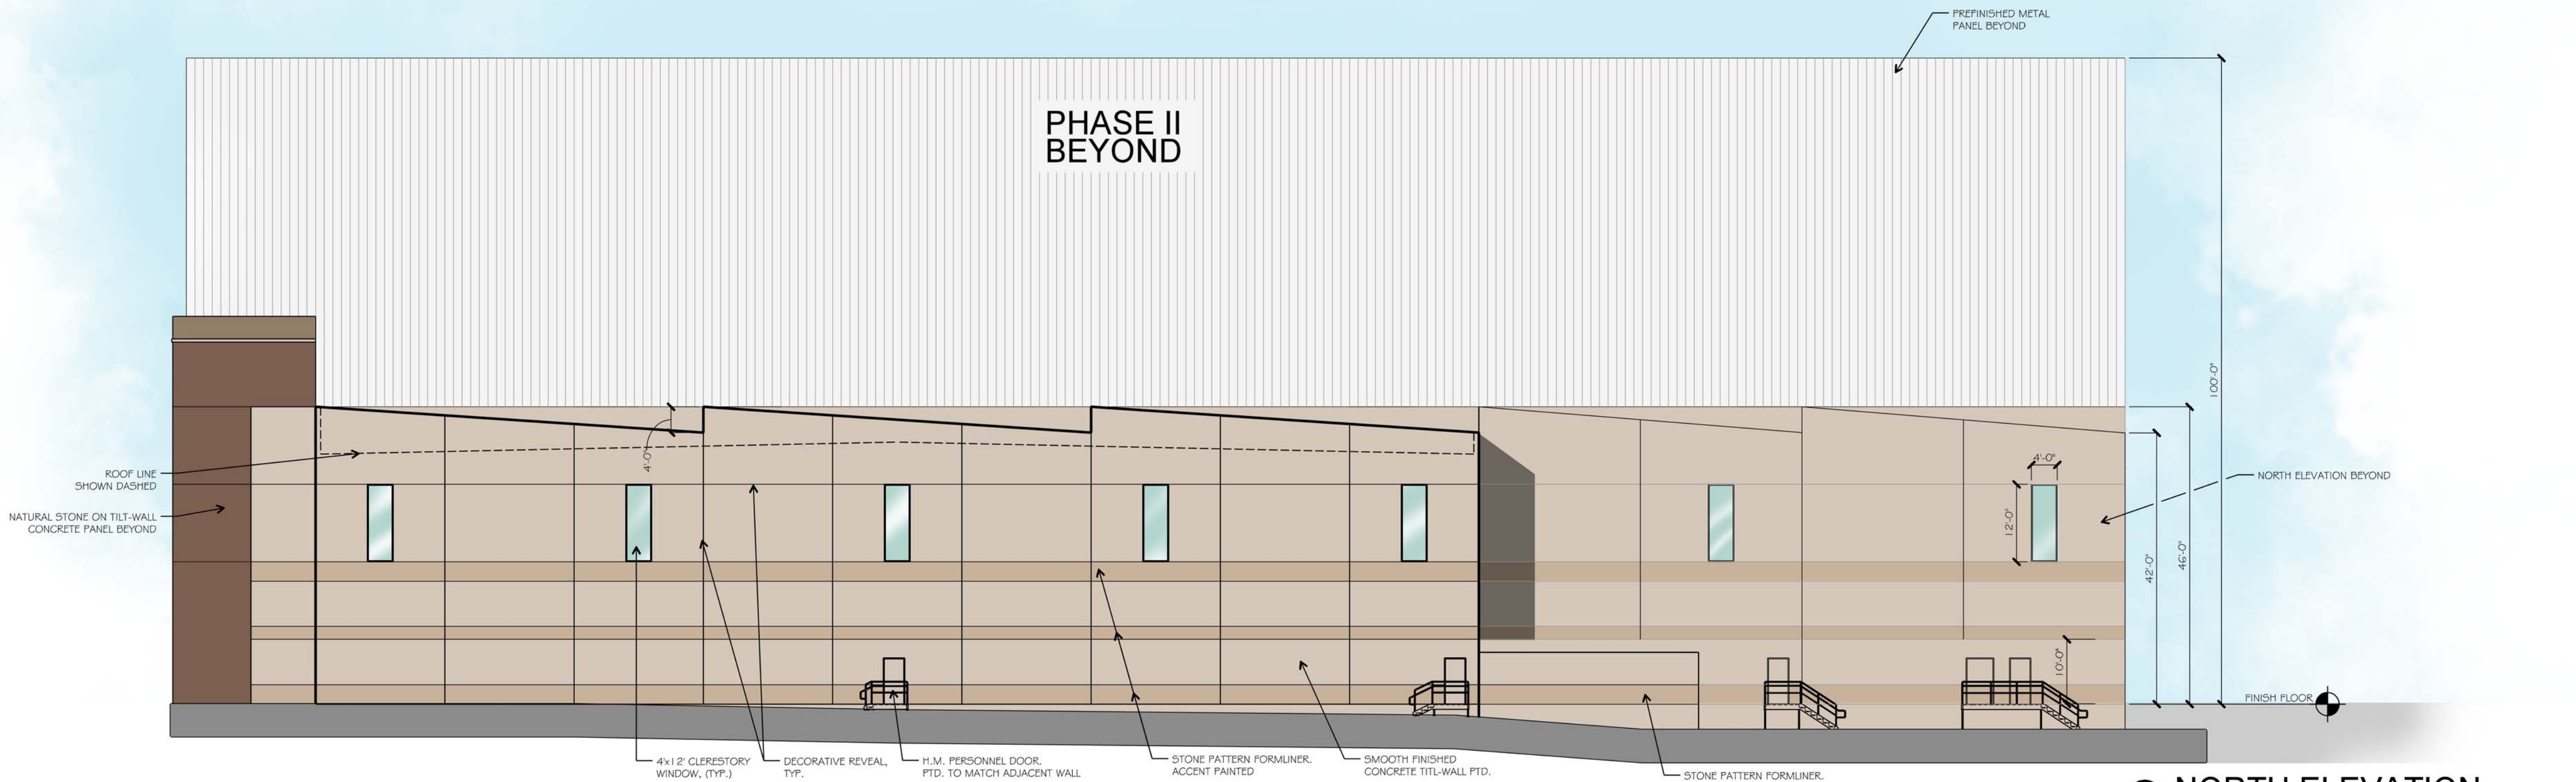 PREFINISHED METAL
PANEL BEYOND
PHASE II
BEYOND
100'-0"
4'-0"
4'-0"
ROOF LINE
SHOWN DASHED
NORTH ELEVATION BEYOND
NATURAL STONE ON TILT-WALL
CONCRETE PANEL BEYOND
12'-0"
42'-0"
46'-0"
10'-0"
FINISH FLOOR
4'x12' CLERESTORY
WINDOW, (TYP.)
DECORATIVE REVEAL,
TYP.
H.M. PERSONNEL DOOR.
PTD. TO MATCH ADJACENT WALL
STONE PATTERN FORMLINER.
ACCENT PAINTED
SMOOTH FINISHED
CONCRETE TITL-WALL PTD.
STONE PATTERN FORMLINER.
NORTH ELEVATION